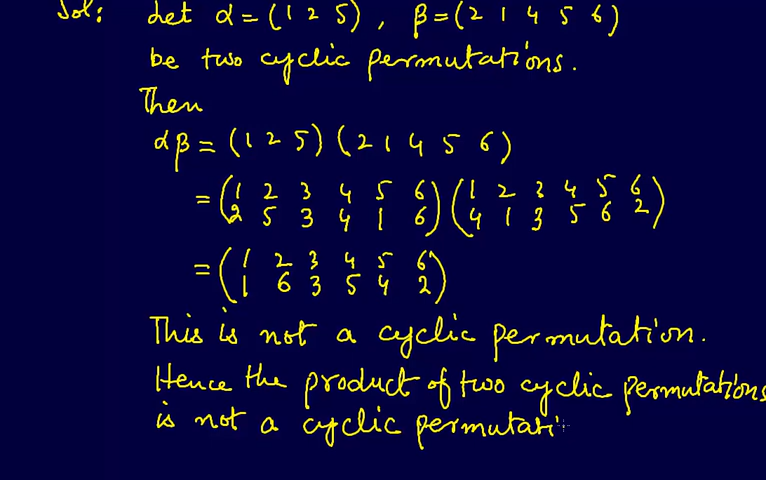 Sol: Let α = (1 2 5), β = (2 1 4 5 6)
be two cyclic permutations.
Then
αβ = (1 2 5) (2 1 4 5 6)
= (1 2 3 4 5 6) (1 2 3 4 5 6)
(2 5 3 4 1 6) (4 1 3 5 6 2)
= (1 2 3 4 5 6)
(1 6 3 5 4 2)
This is not a cyclic permutation.
Hence the product of two cyclic permutations
is not a cyclic permutati